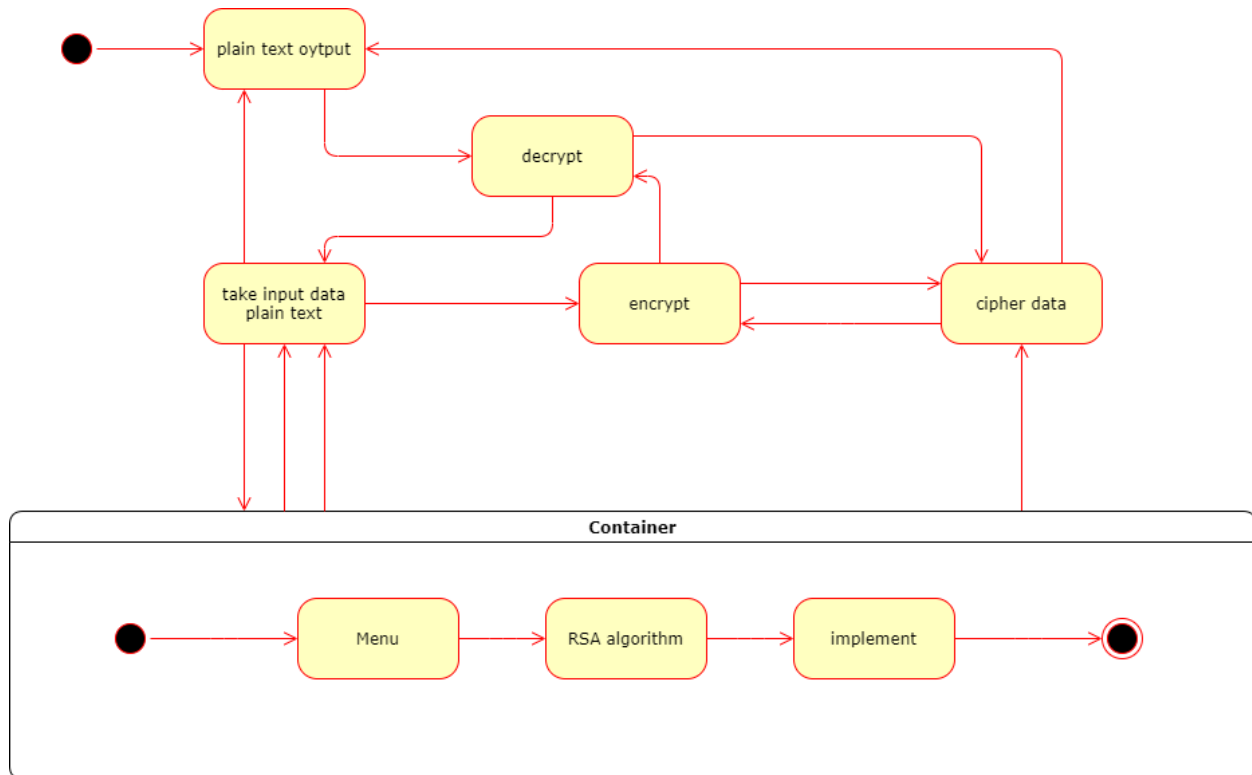 plain text oytput
decrypt
take input data
plain text
encrypt
cipher data
Container
Menu
RSA algorithm
implement